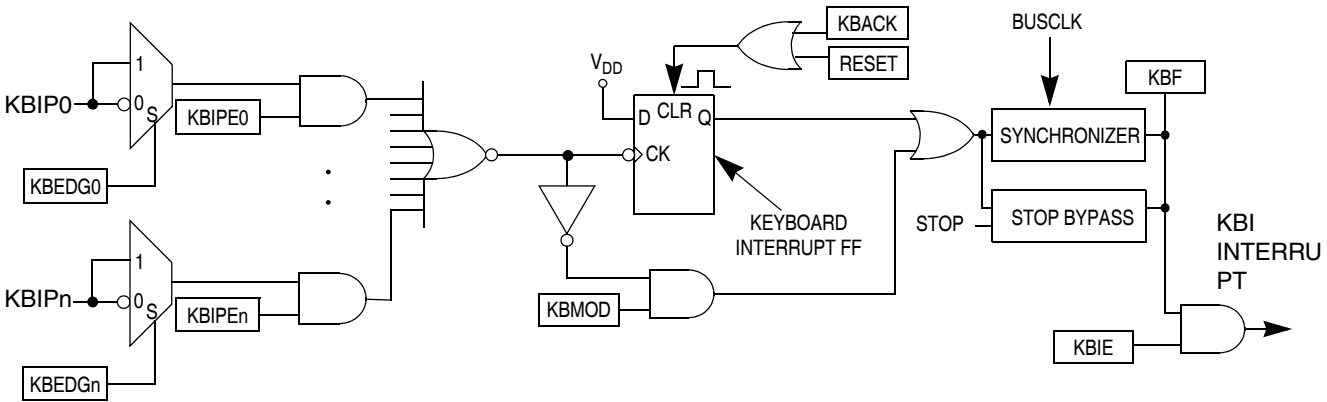 KBACK
RESET
BUSCLK
VDD
KBF
1
KBIP0
0
S
KBIPE0
D CLR Q
CK
SYNCHRONIZER
KBEDG0
KEYBOARD
INTERRUPT FF
STOP
STOP BYPASS
KBI
INTERRU
PT
1
KBIPn
0
S
KBIPEn
KBMOD
KBIE
KBEDGn